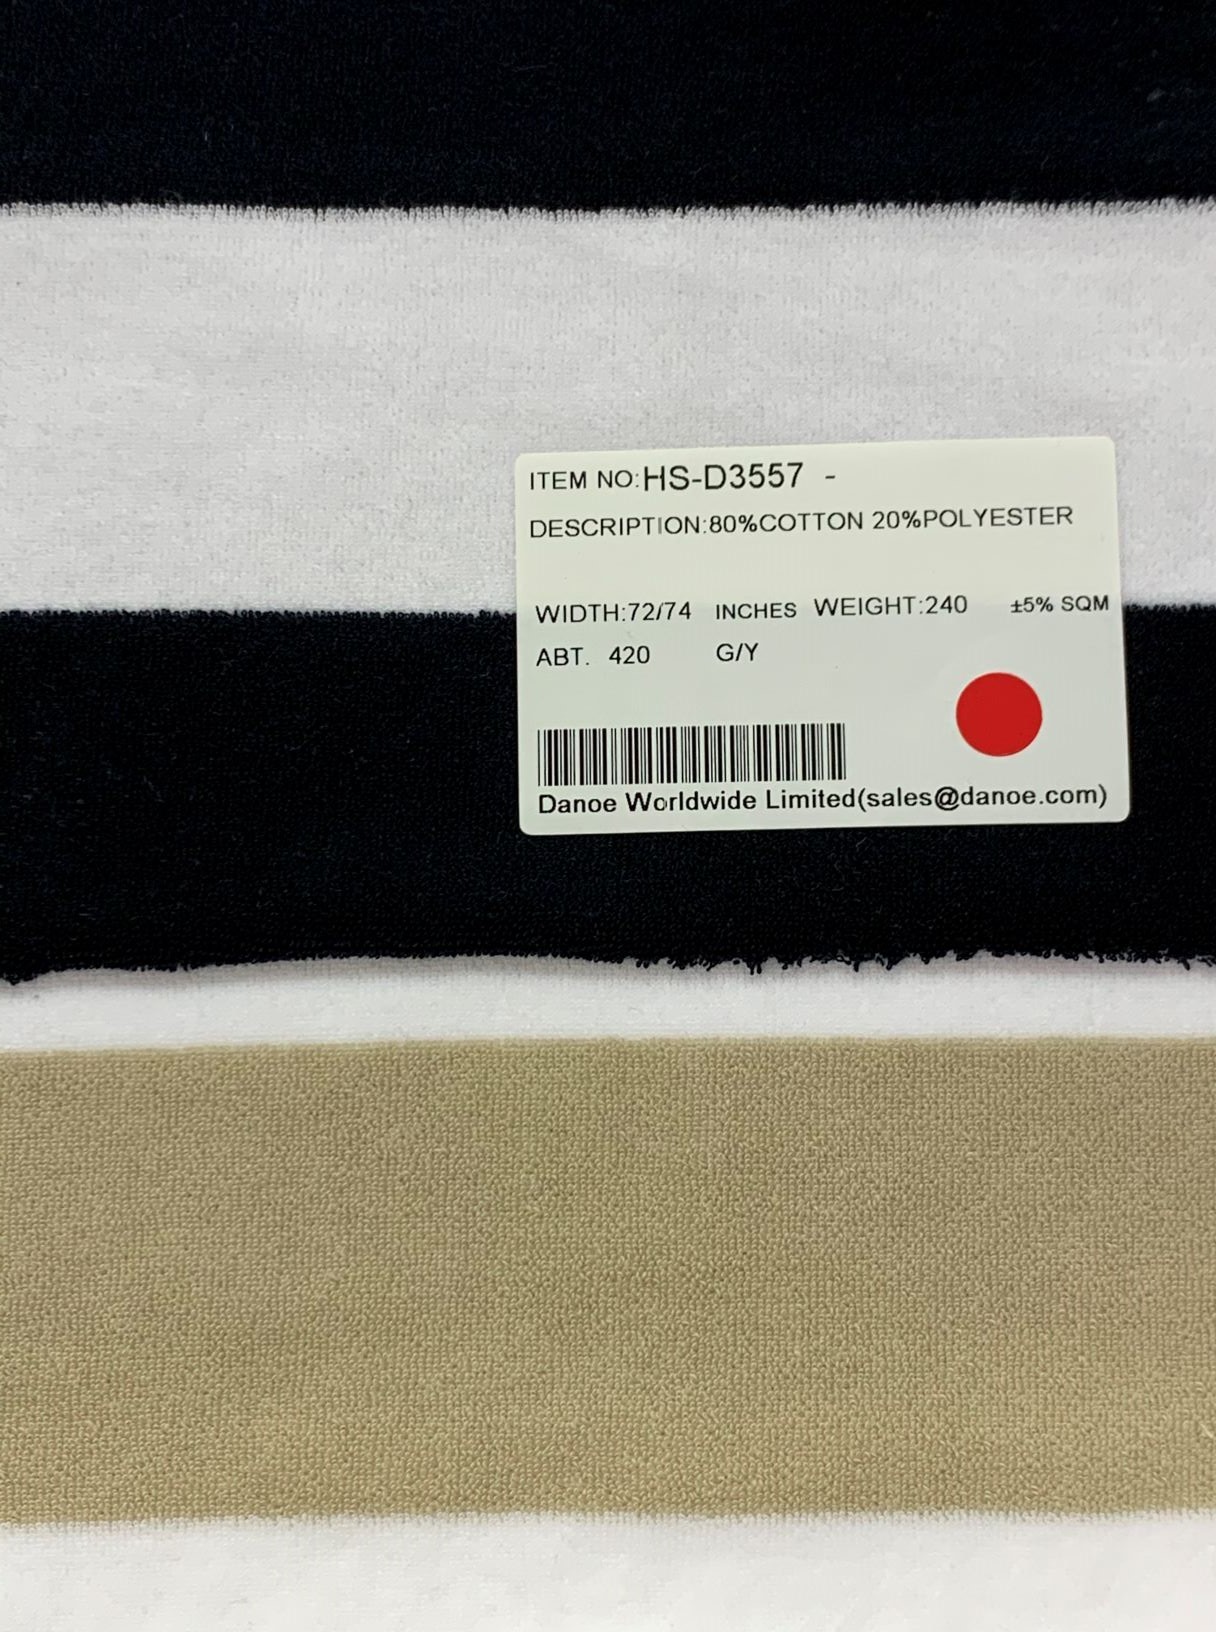 ITEM NO:HS-D3557 -
DESCRIPTION:80%COTTON 20%POLYESTER
WIDTH:72/74 INCHES WEIGHT:240 ±5% SQM
ABT. 420 G/Y
Danoe Worldwide Limited(sales@danoe.com)